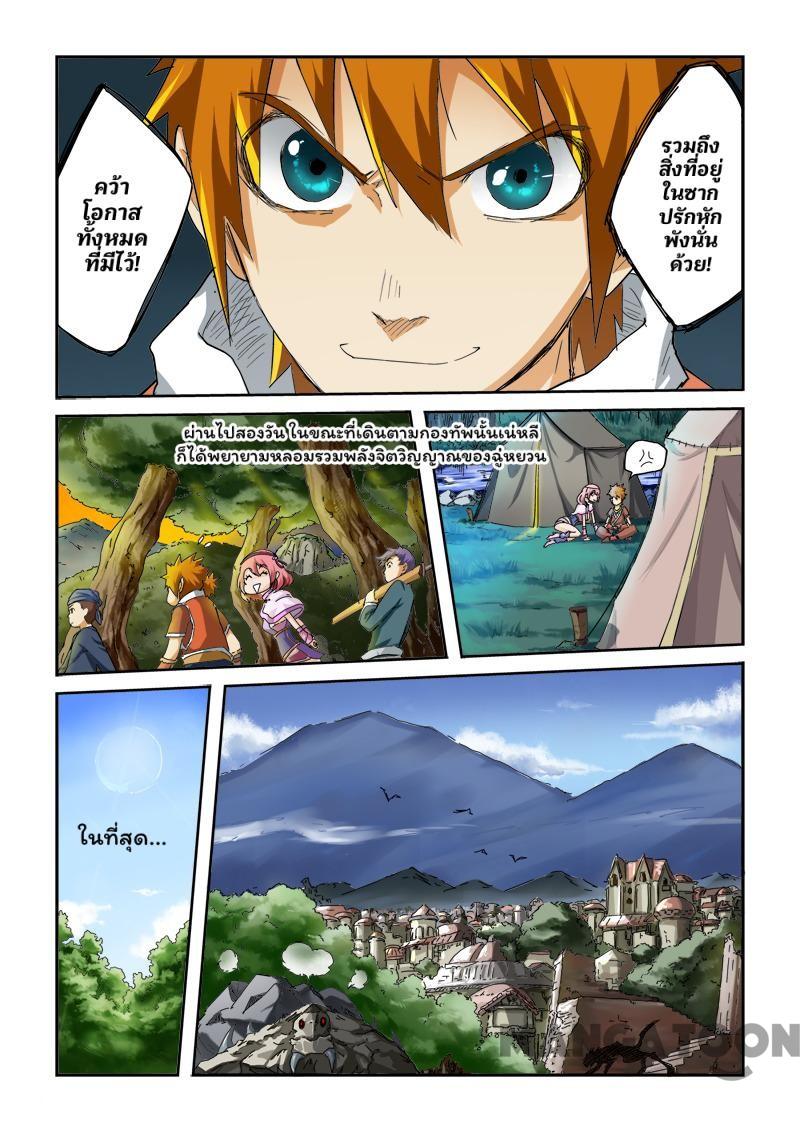 รวมถึง
สิ่งที่อยู่
ในซาก
ปรักหัก
พังนั่น
ด้วย!
คว้า
โอกาส
ทั้งหมด
ที่มีไว้!
ผ่านไปสองวัน ในขณะที่เดินตามกองทัพนั้นเน่หลี
ก็ได้พยายามหลอมรวมพลังจิตวิญญาณของฉู่หยวน
ในที่สุด...
MANGATOON